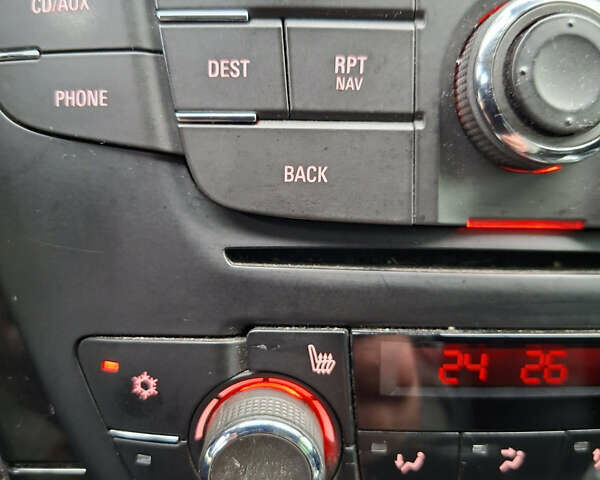 CD/AUX
DEST
RPT
NAV
PHONE
BACK
24 26